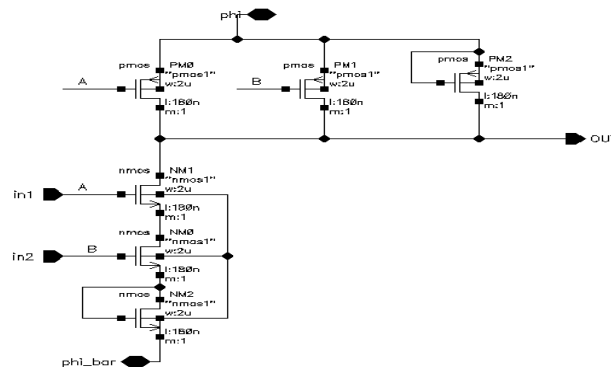 phi
pmos PM0 pmos PM1 pmos PM2
A "pmos1" B "pmos1" "pmos1"
w:2u w:2u w:2u
l:180n l:180n l:180n
m:1 m:1 m:1
OU
nmos NM1
in1 A "nmos1"
w:2u
l:180n
m:1
nmos NM0
in2 B "nmos1"
w:2u
l:180n
m:1
nmos NM2
"nmos1"
w:2u
l:180n
phi_bar m:1